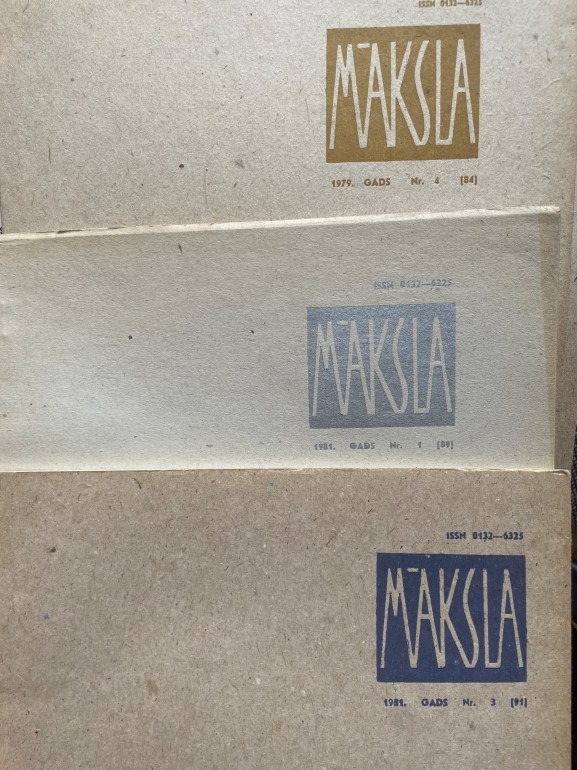 ISSN 0132—6325
MĀKSLA
1979. GADS Nr. 4 [84]
ISSN 0132—6325
MĀKSLA
1981. GADS Nr. 1 [89]
ISSN 0132—6325
MĀKSLA
1981. GADS Nr. 3 [91]